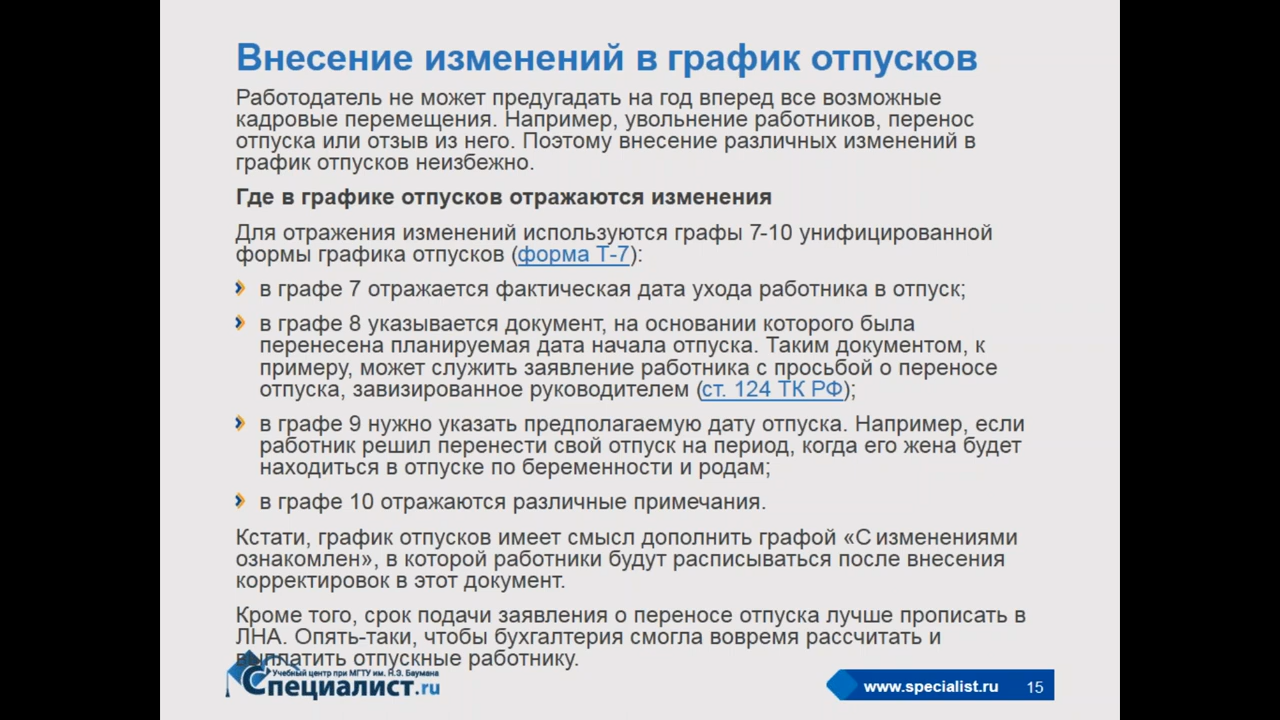 Внесение изменений в график отпусков
Работодатель не может предугадать на год вперед все возможные
кадровые перемещения. Например, увольнение работников, перенос
отпуска или отзыв из него. Поэтому внесение различных изменений в
график отпусков неизбежно.
Где в графике отпусков отражаются изменения
Для отражения изменений используются графы 7-10 унифицированной
формы графика отпусков (форма Т-7):
в графе 7 отражается фактическая дата ухода работника в отпуск;
в графе 8 указывается документ, на основании которого была
перенесена планируемая дата начала отпуска. Таким документом, к
примеру, может служить заявление работника с просьбой о переносе
отпуска, завизированное руководителем (ст. 124 ТК РФ);
в графе 9 нужно указать предполагаемую дату отпуска. Например, если
работник решил перенести свой отпуск на период, когда его жена будет
находиться в отпуске по беременности и родам;
в графе 10 отражаются различные примечания.
Кстати, график отпусков имеет смысл дополнить графой «С изменениями
ознакомлен», в которой работники будут расписываться после внесения
корректировок в этот документ.
Кроме того, срок подачи заявления о переносе отпуска лучше прописать в
ЛНА. Опять-таки, чтобы бухгалтерия смогла вовремя рассчитать и
выплатить отпускные работнику.
Учебный центр при МГТУ им. Н.Э. Баумана
Специалист.ru
www.specialist.ru 15